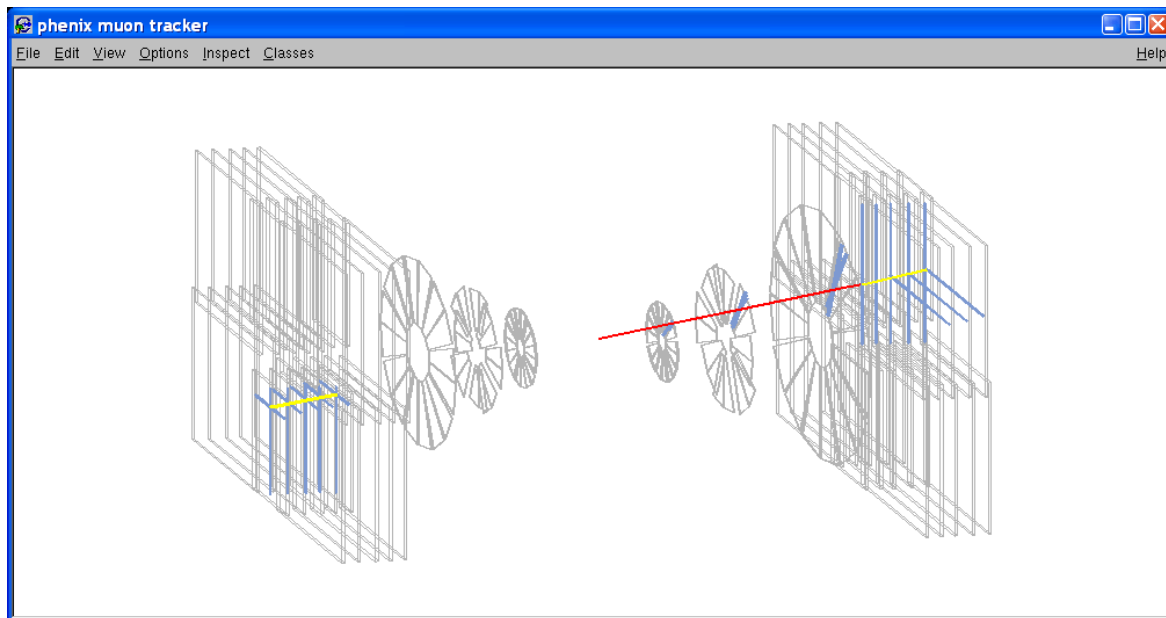 phenix muon tracker
File Edit View Options Inspect Classes Help